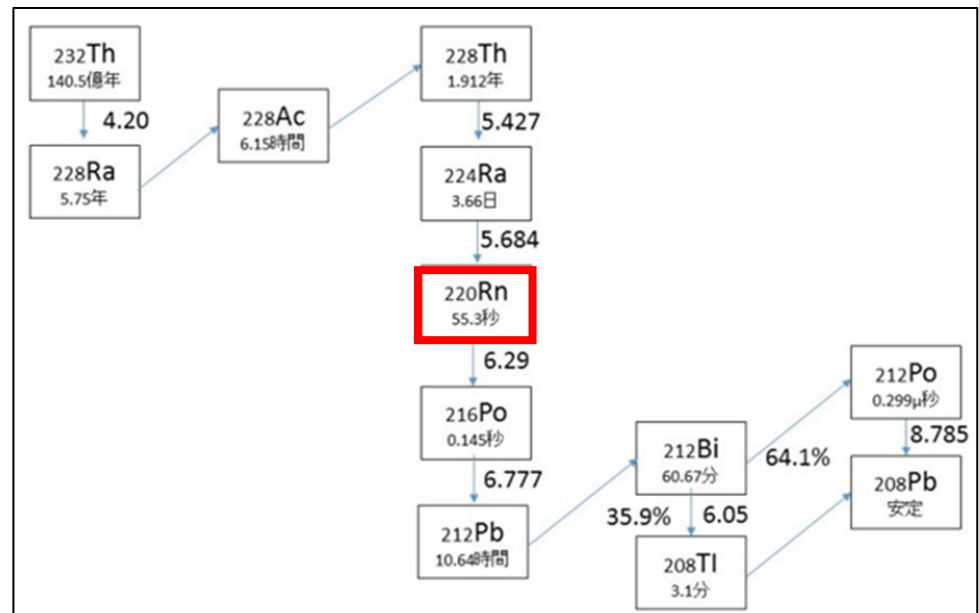 232Th
140.5億年
4.20
228Ra
5.75年
228Ac
6.15時間
228Th
1.912年
5.427
224Ra
3.66日
5.684
220Rn
55.3秒
6.29
216Po
0.145秒
6.777
212Pb
10.64時間
212Bi
60.67分
64.1%
35.9%
6.05
208Tl
3.1分
212Po
0.299μ秒
8.785
208Pb
安定